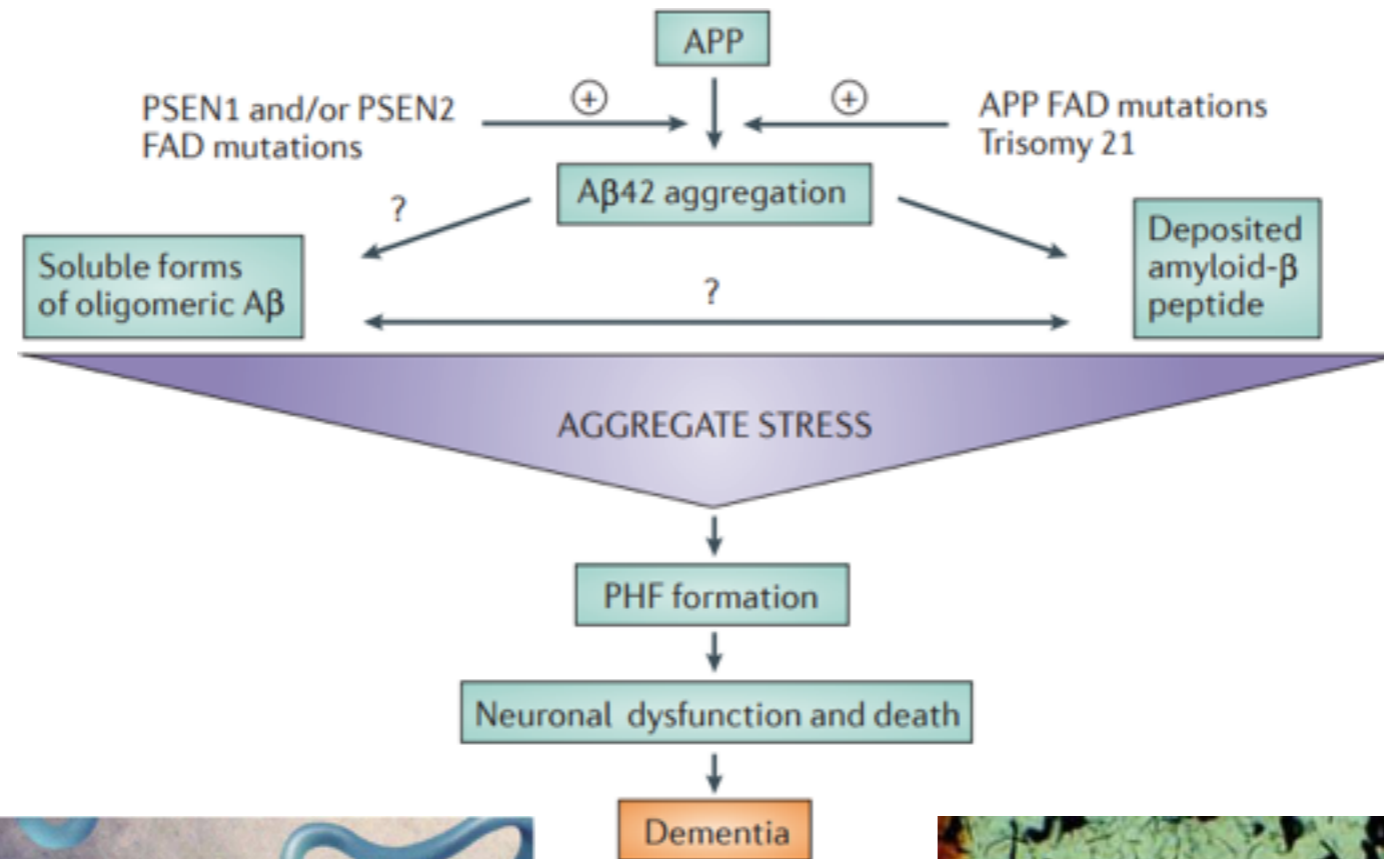 APP
PSEN1 and/or PSEN2
FAD mutations
+
+
APP FAD mutations
Trisomy 21
Aβ42 aggregation
?
Soluble forms
of oligomeric Aβ
?
Deposited
amyloid-β
peptide
AGGREGATE STRESS
PHF formation
Neuronal dysfunction and death
Dementia